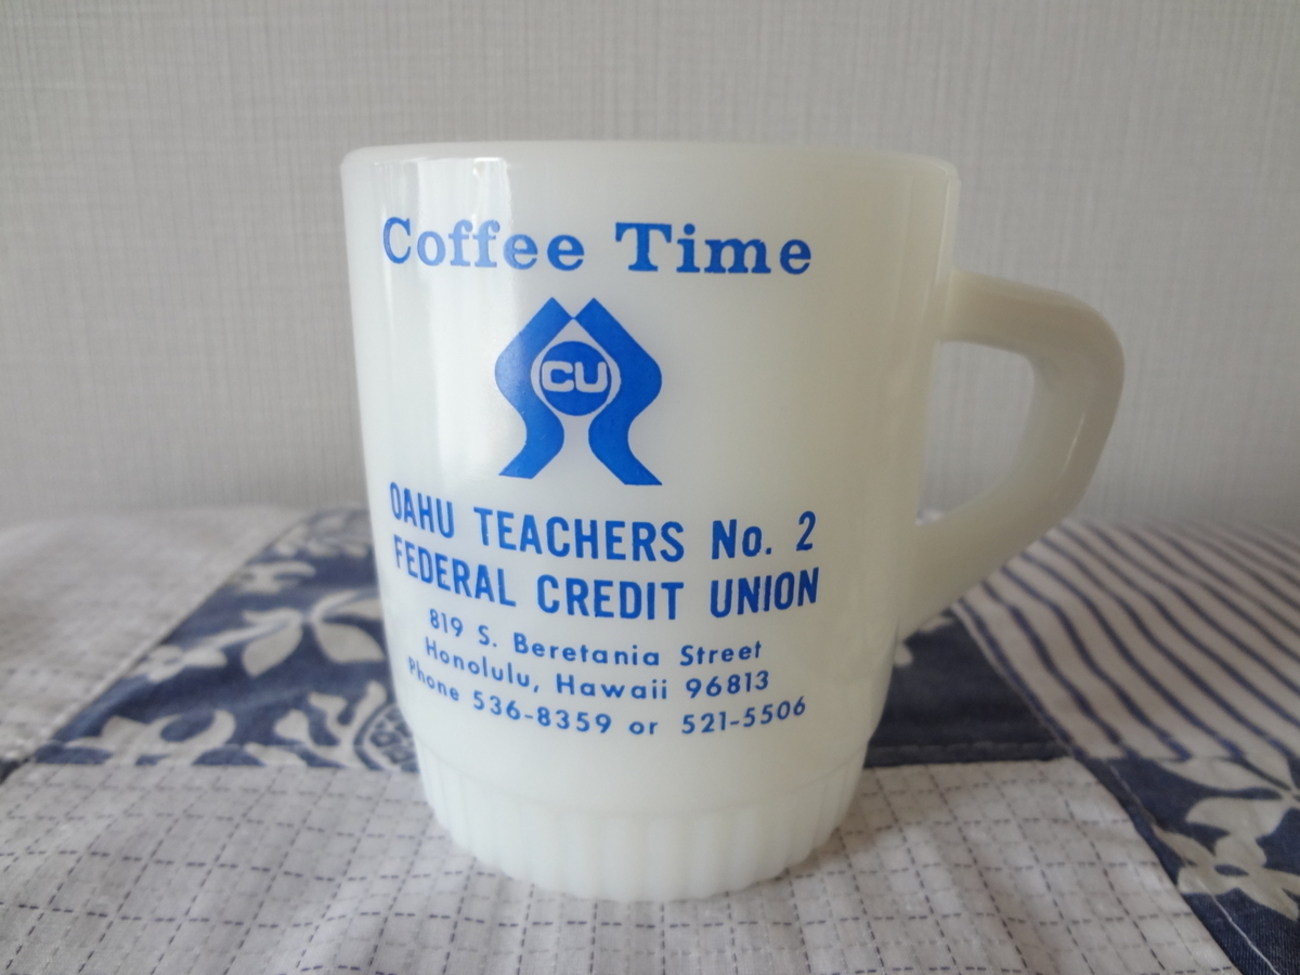 Coffee Time
CU
OAHU TEACHERS No. 2
FEDERAL CREDIT UNION
819 S. Beretania Street
Honolulu, Hawaii 96813
Phone 536-8359 or 521-5506